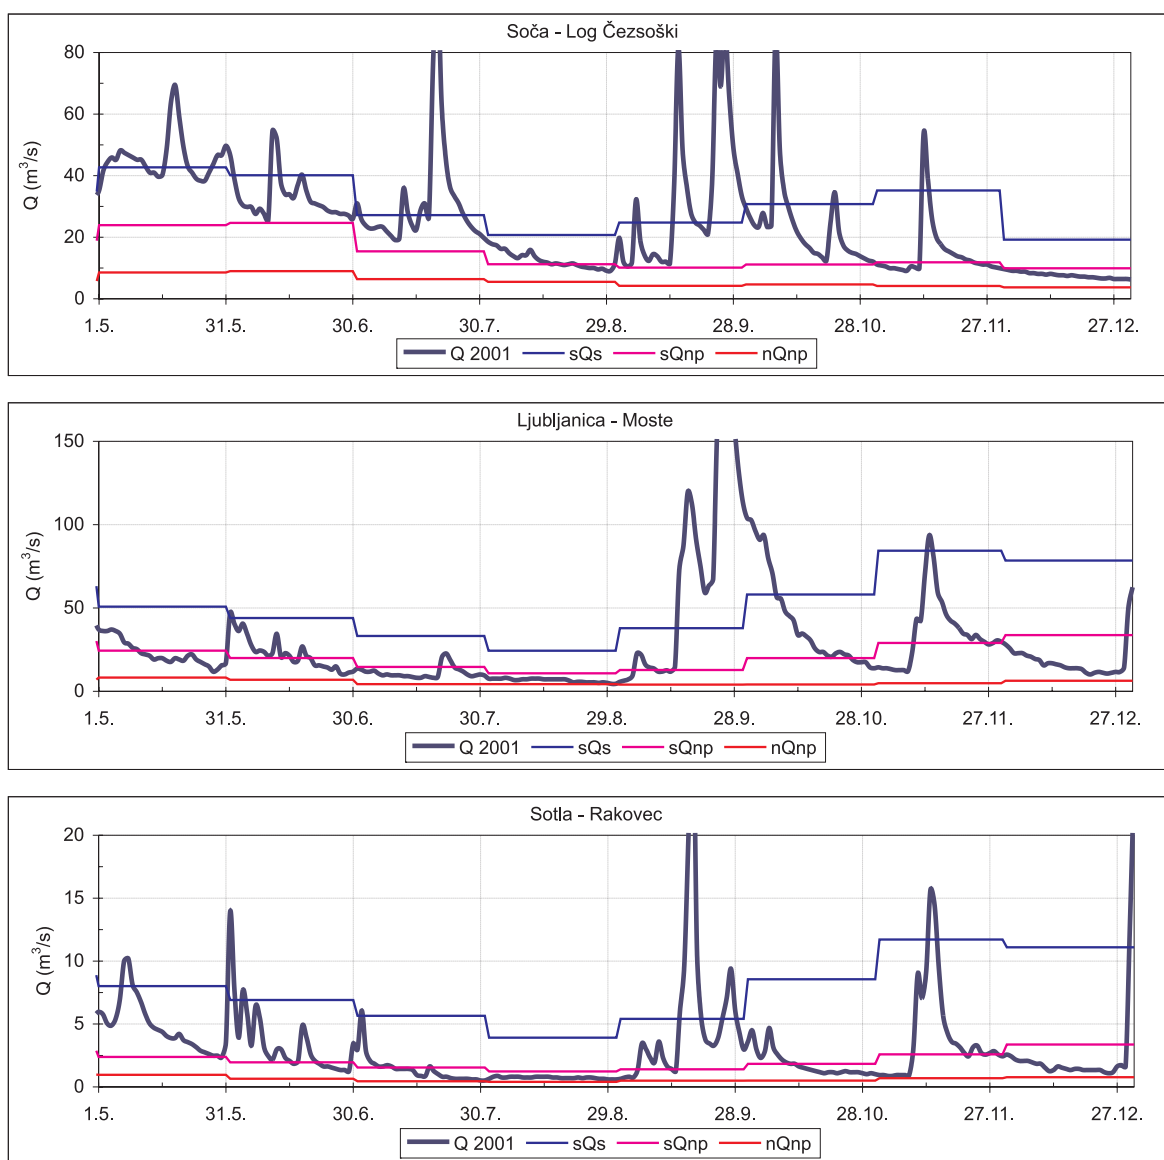 Soča - Log Čezsoški
80
60
40
20
0
Q (m³/s)
1.5. 31.5. 30.6. 30.7. 29.8. 28.9. 28.10. 27.11. 27.12.
Q 2001 sQs sQnp nQnp
Ljubljanica - Moste
150
100
50
0
Q (m³/s)
1.5. 31.5. 30.6. 30.7. 29.8. 28.9. 28.10. 27.11. 27.12.
Q 2001 sQs sQnp nQnp
Sotla - Rakovec
20
15
10
5
0
Q (m³/s)
1.5. 31.5. 30.6. 30.7. 29.8. 28.9. 28.10. 27.11. 27.12.
Q 2001 sQs sQnp nQnp